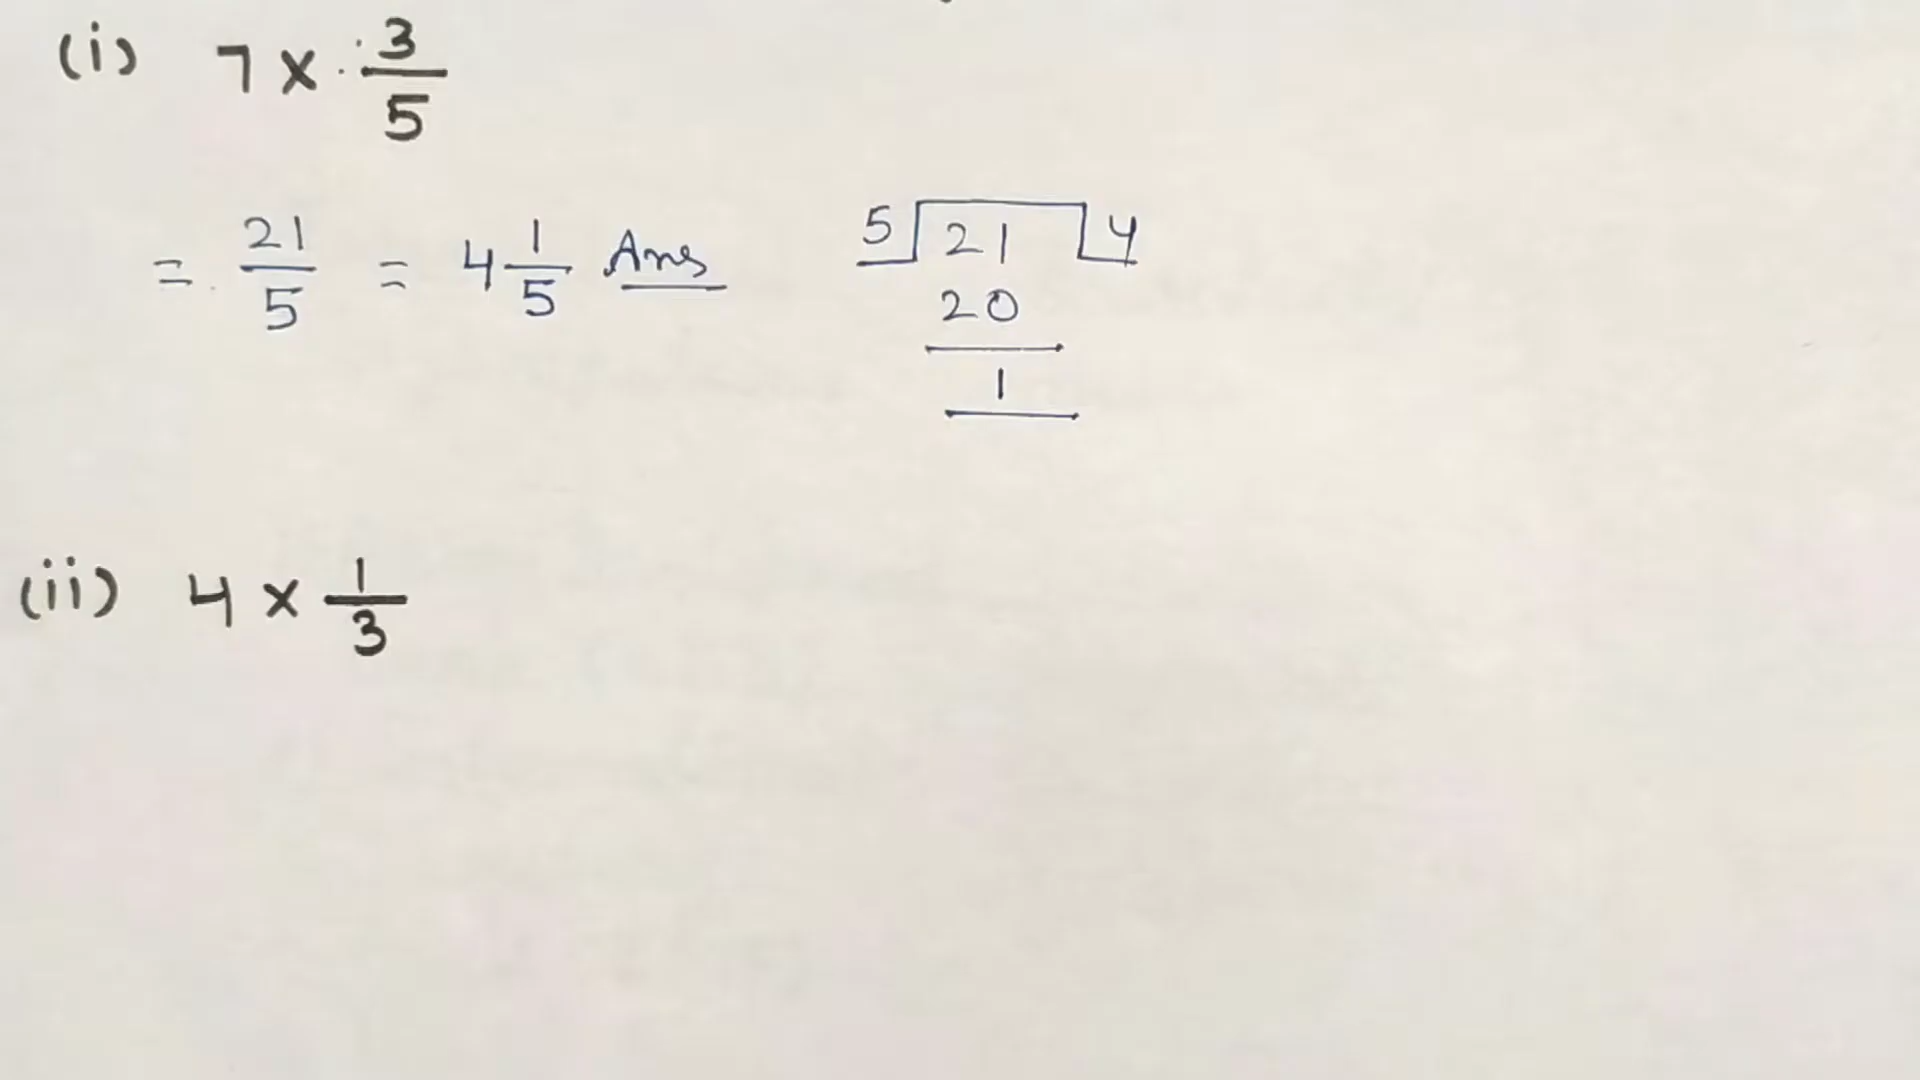 (i) 7 × 3/5
= 21/5 = 4 1/5 Ans
5 21 4
20
1
(ii) 4 × 1/3